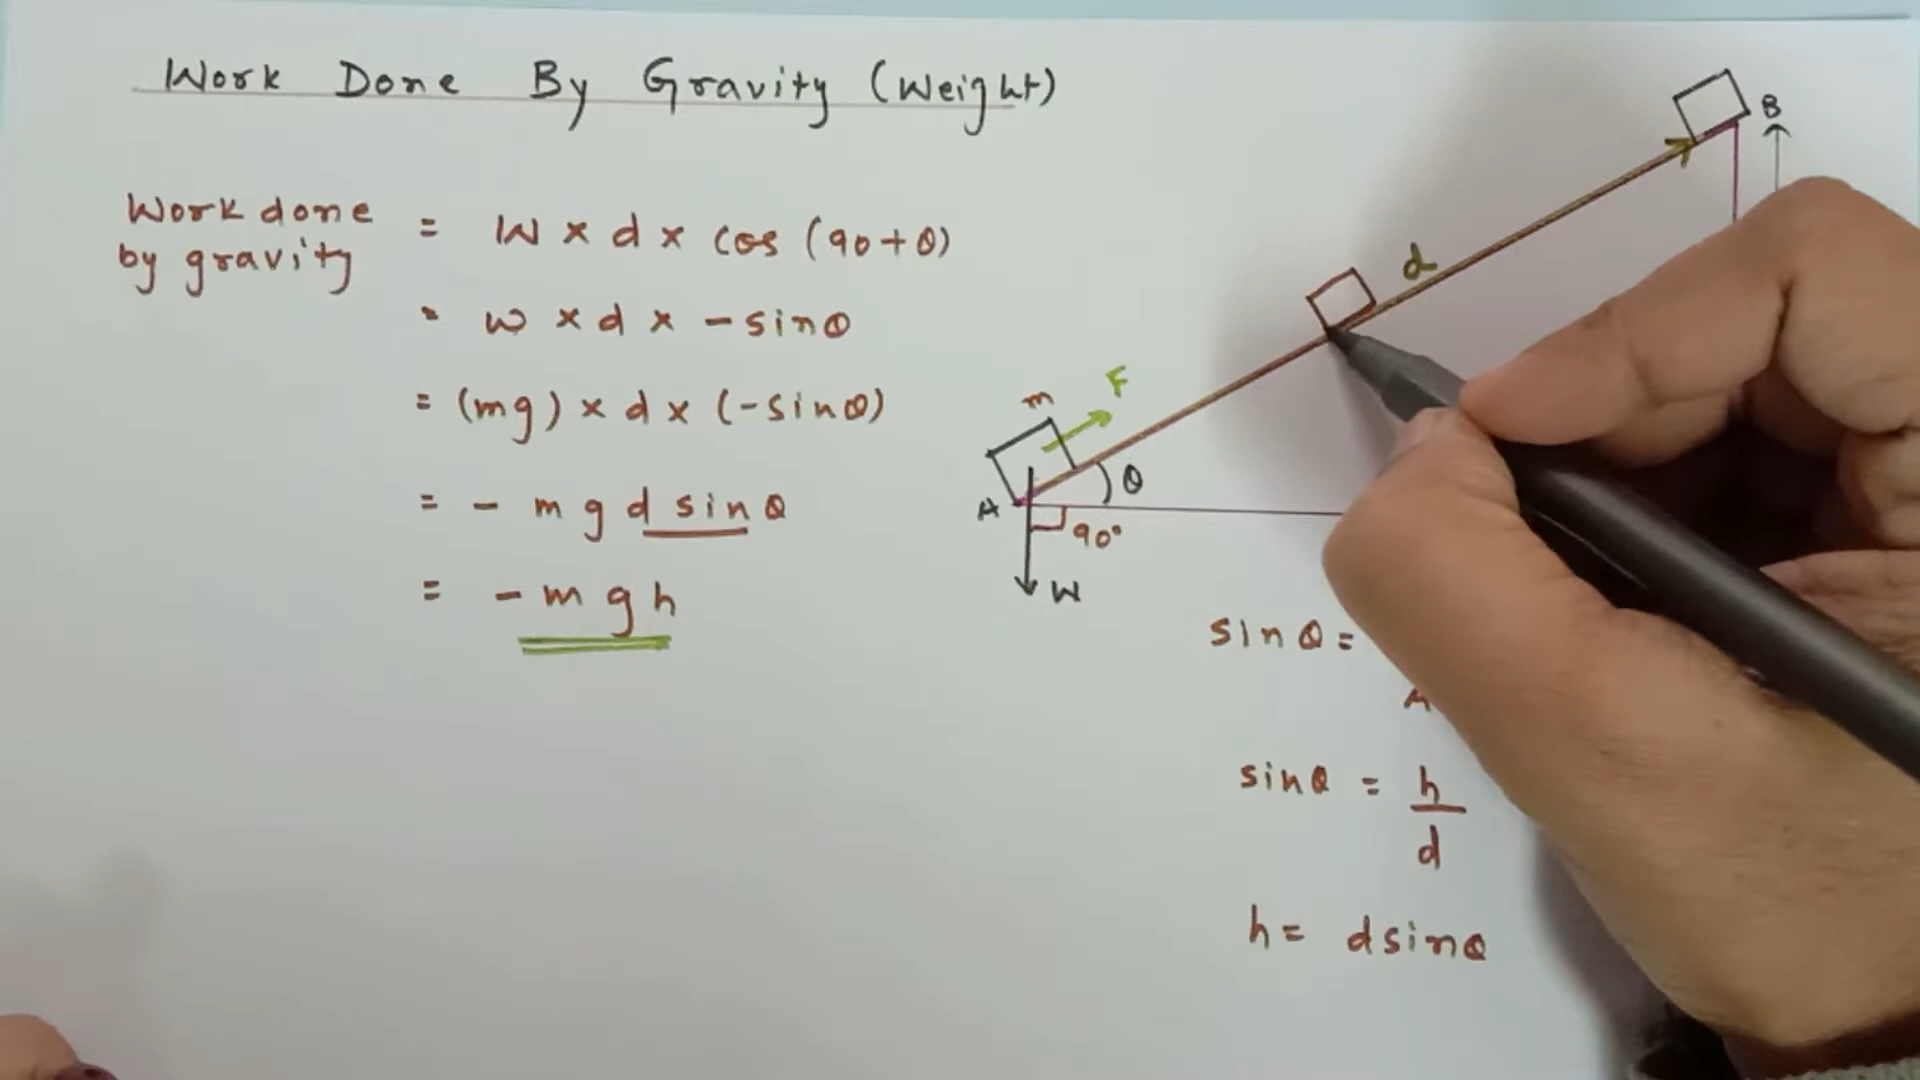 Work Done By Gravity (Weight)
Work done
by gravity
= W x d x cos (90+θ)
= w x d x - sinθ
= (mg) x d x (-sinθ)
= - m g d sinθ
= - m g h
B
d
m F
A θ
90°
W
sinθ =
A
sinθ = h
d
h = d sinθ